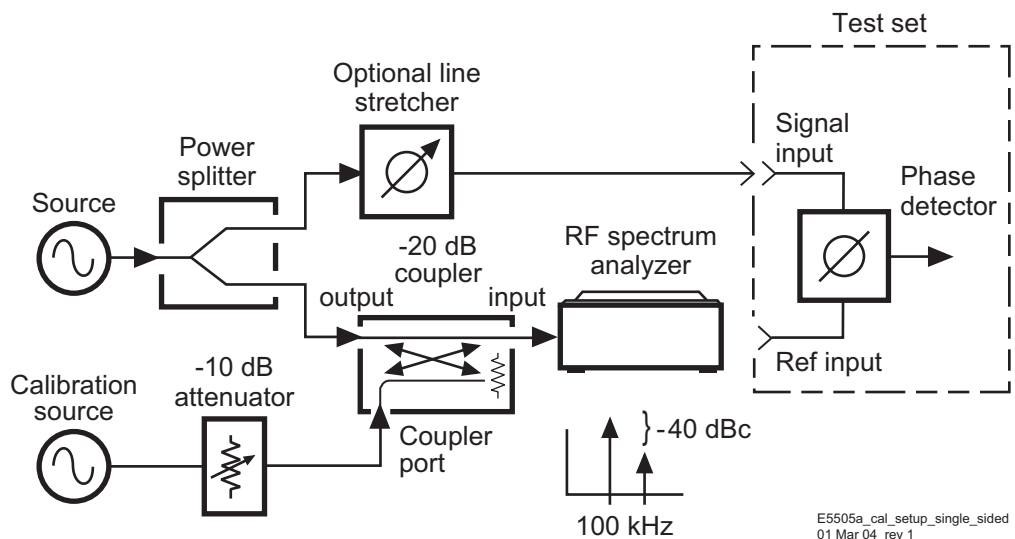 Test set
Optional line
stretcher
Signal
input
Power
splitter
Phase
detector
Source
-20 dB
coupler
RF spectrum
analyzer
output
input
Ref input
-10 dB
attenuator
Calibration
source
Coupler
port
}-40 dBc
100 kHz
E5505a_cal_setup_single_sided
01 Mar 04 rev 1